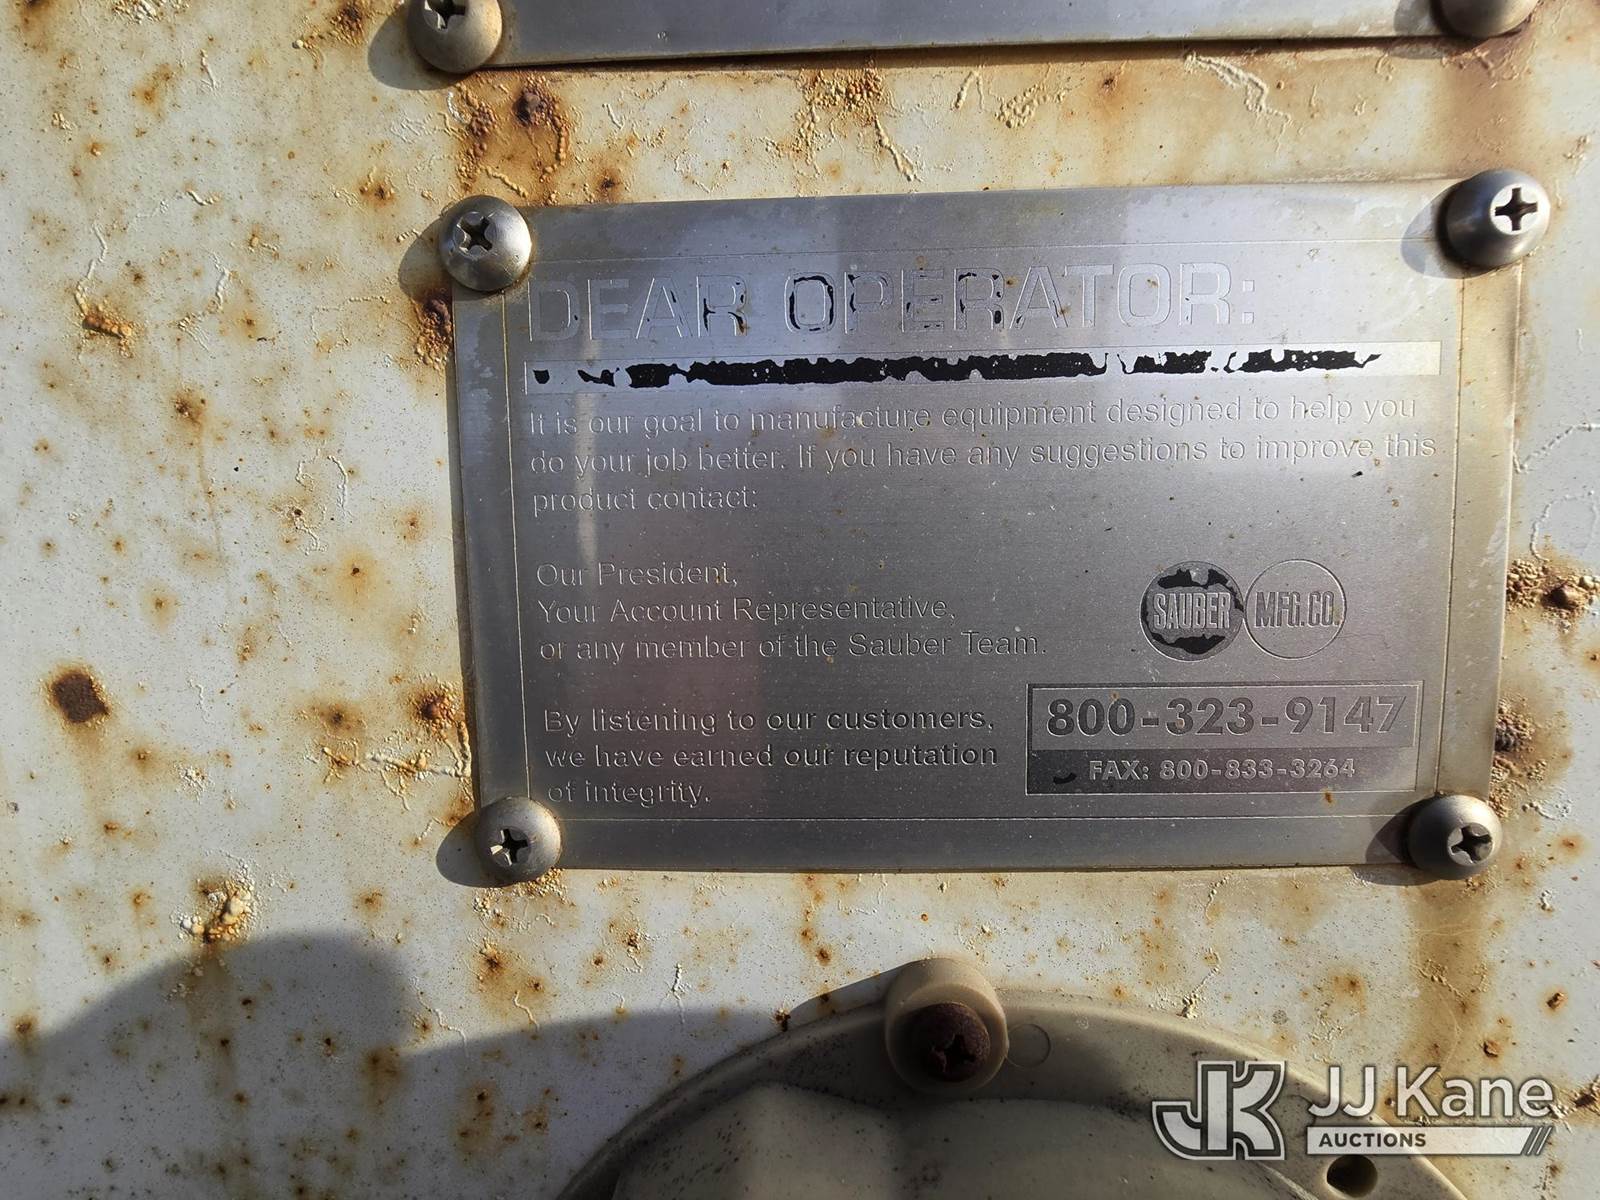 DEAR OPERATOR:
It is our goal to manufacture equipment designed to help you
do your job better. If you have any suggestions to improve this
product contact:
Our President,
Your Account Representative,
or any member of the Sauber Team.
SAUBER MFG.CO.
By listening to our customers,
we have earned our reputation
of integrity.
800-323-9147
FAX: 800-833-3264
JK JJ Kane
AUCTIONS